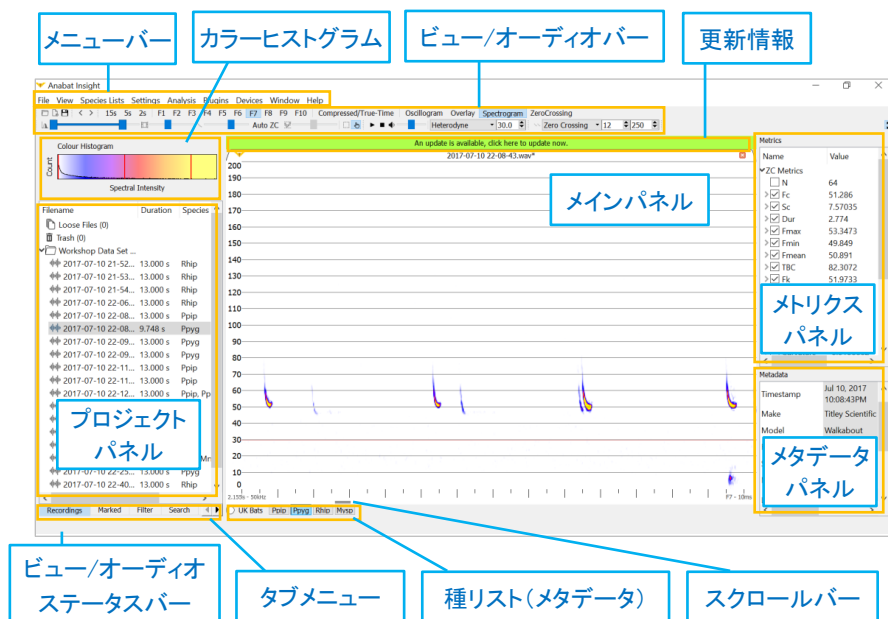 メニューバー
カラーヒストグラム
ビュー/オーディオバー
更新情報
Anabat Insight
File View Species Lists Settings Analysis Plugins Devices Window Help
15s 5s 2s F1 F2 F3 F4 F5 F6 F7 F8 F9 F10 Compressed/True-Time Oscillogram Overlay Spectrogram ZeroCrossing
Auto ZC Heterodyne 30.0 Zero Crossing 12 250
Colour Histogram
Count
Spectral Intensity
An update is available, click here to update now.
2017-07-10 22-08-43.wav*
メインパネル
200
190
180
170
160
150
140
130
120
110
100
90
80
70
60
50
40
30
20
10
0
2.159s - 50kHz
F7 - 10ms
Filename Duration Species
Loose Files (0)
Trash (0)
Workshop Data Set ...
2017-07-10 21-52... 13.000 s Rhip
2017-07-10 21-53... 13.000 s Rhip
2017-07-10 21-54... 13.000 s Rhip
2017-07-10 22-06... 13.000 s Rhip
2017-07-10 22-08... 13.000 s Ppip
2017-07-10 22-08... 9.748 s Ppyg
2017-07-10 22-09... 13.000 s Ppyg
2017-07-10 22-09... 13.000 s Ppyg
2017-07-10 22-11... 13.000 s Ppip
2017-07-10 22-11... 13.000 s Ppip
2017-07-10 22-12... 13.000 s Ppip, Pp
プロジェクト
パネル
2017-07-10 22-25... 13.000 s Ppyg
2017-07-10 22-40... 13.000 s Rhip
Recordings Marked Filter Search
UK Bats Ppip Ppyg Rhip Mysp
Metrics
Name Value
ZC Metrics
N 64
Fc 51.286
Sc 7.57035
Dur 2.774
Fmax 53.3473
Fmin 49.849
Fmean 50.891
TBC 82.3072
Fk 51.9733
メトリクス
パネル
Metadata
Timestamp Jul 10, 2017
10:08:43PM
Make Titley Scientific
Model Walkabout
メタデータ
パネル
ビュー/オーディオ
ステータスバー
タブメニュー
種リスト(メタデータ)
スクロールバー